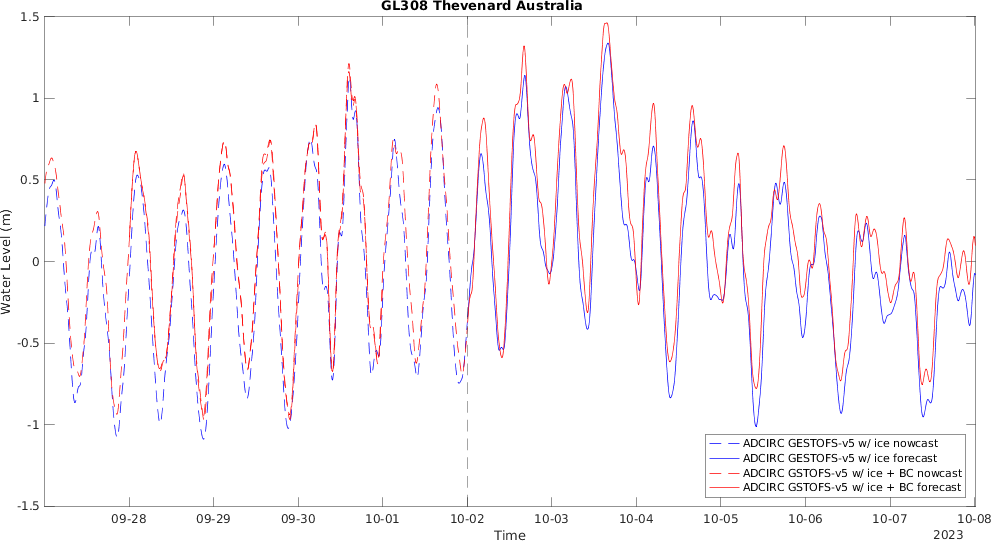 GL308 Thevenard Australia
1.5
1
0.5
0
-0.5
-1
-1.5
Water Level (m)
09-28 09-29 09-30 10-01 10-02 10-03 10-04 10-05 10-06 10-07 10-08
Time
2023
ADCIRC GESTOFS-v5 w/ ice nowcast
ADCIRC GESTOFS-v5 w/ ice forecast
ADCIRC GSTOFS-v5 w/ ice + BC nowcast
ADCIRC GSTOFS-v5 w/ ice + BC forecast